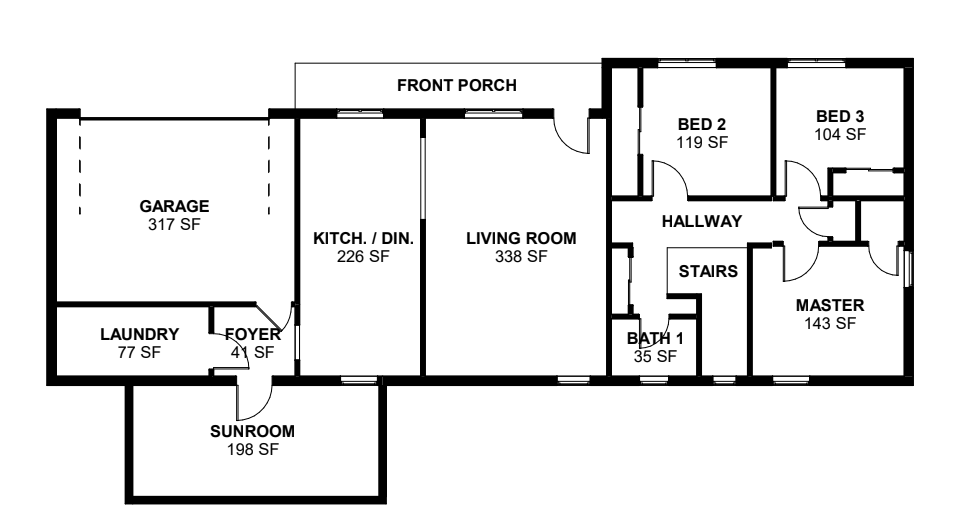 FRONT PORCH
BED 2
119 SF
BED 3
104 SF
GARAGE
317 SF
KITCH. / DIN.
226 SF
LIVING ROOM
338 SF
HALLWAY
STAIRS
MASTER
143 SF
LAUNDRY
77 SF
FOYER
41 SF
BATH 1
35 SF
SUNROOM
198 SF